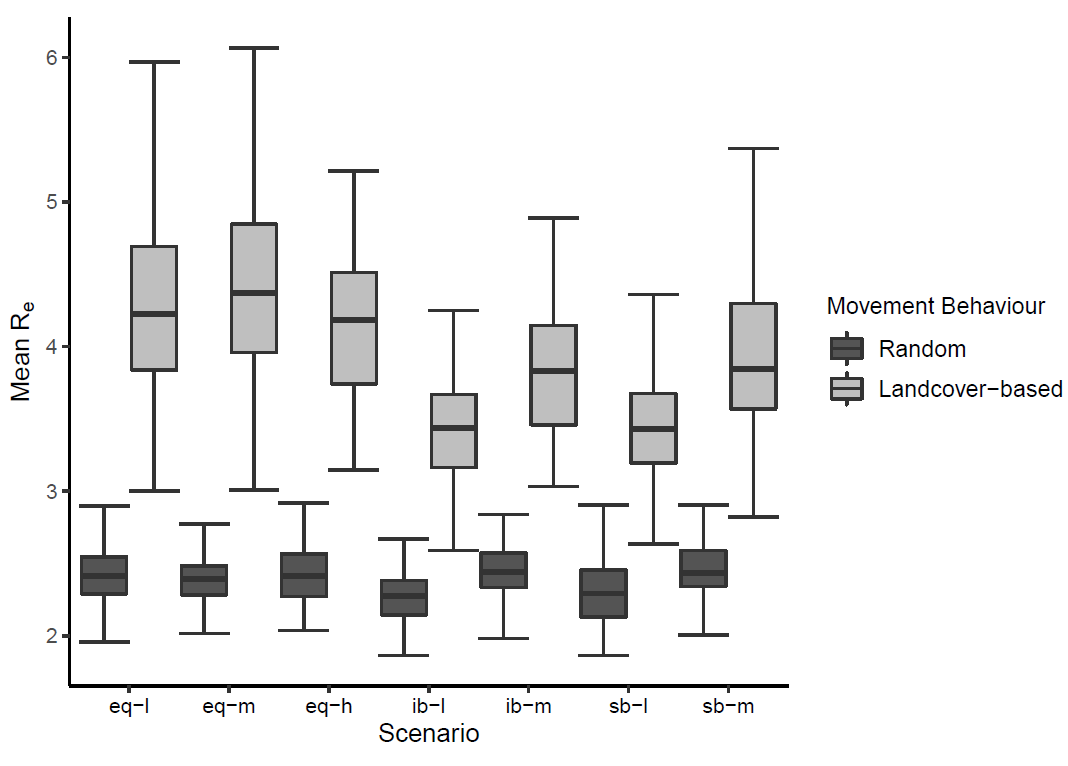 6
5
4
3
2
Mean Re
eq−l eq−m eq−h ib−l ib−m sb−l sb−m
Scenario
Movement Behaviour
Random
Landcover−based